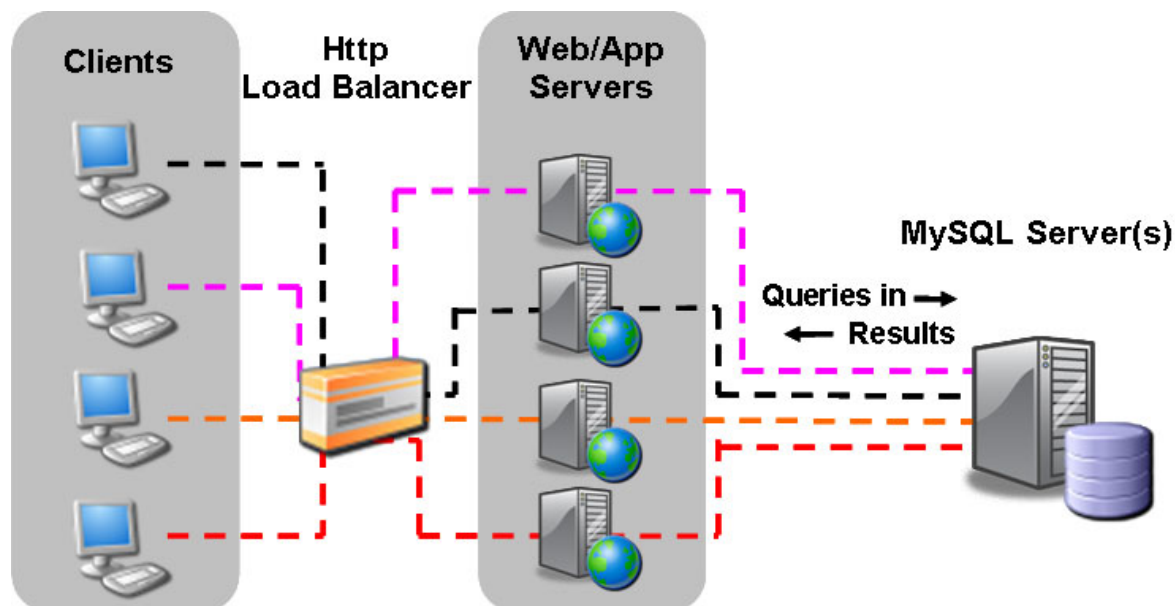 Clients
Http
Load Balancer
Web/App
Servers
MySQL Server(s)
Queries in
Results